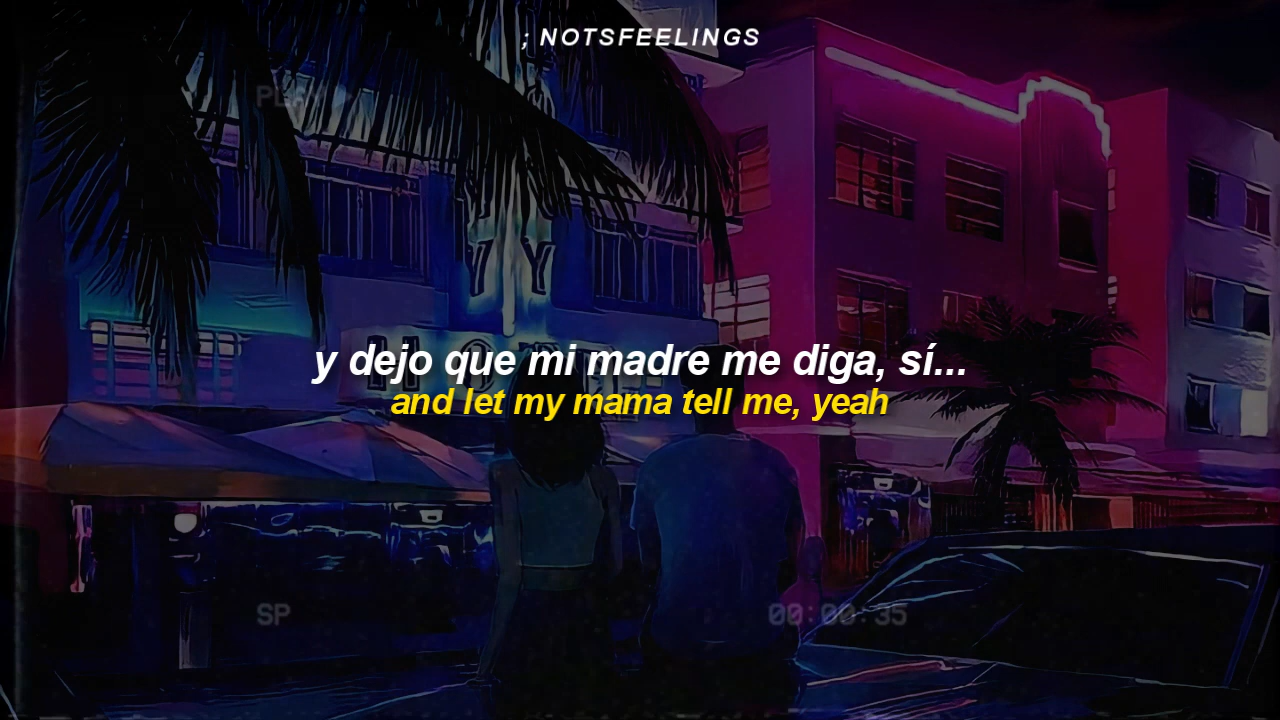 ; NOTSFEELINGS
PLAY
y dejo que mi madre me diga, sí...
and let my mama tell me, yeah
SP
00:00:35